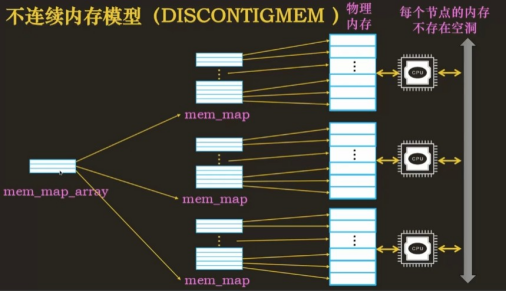 不连续内存模型（DISCONTIGMEM ）
物理
内存
每个节点的内存
不存在空洞
mem_map
CPU
mem_map_array
mem_map
CPU
mem_map
CPU